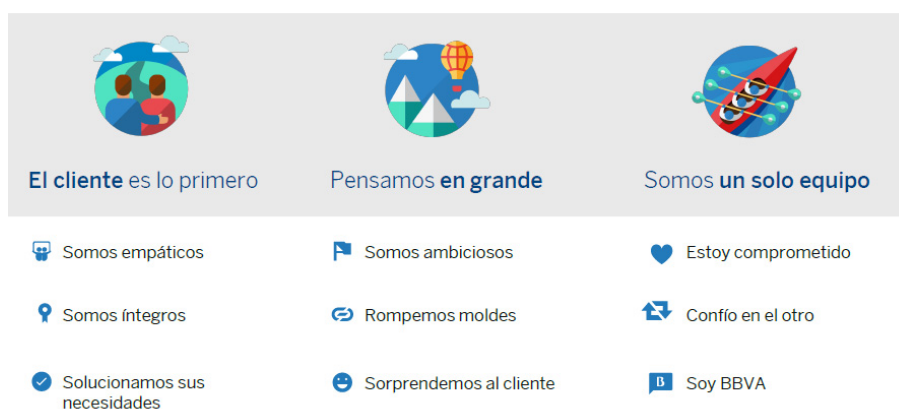 El cliente es lo primero
Pensamos en grande
Somos un solo equipo
Somos empáticos
Somos ambiciosos
Estoy comprometido
Somos íntegros
Rompemos moldes
Confío en el otro
Solucionamos sus
necesidades
Sorprendemos al cliente
B
Soy BBVA